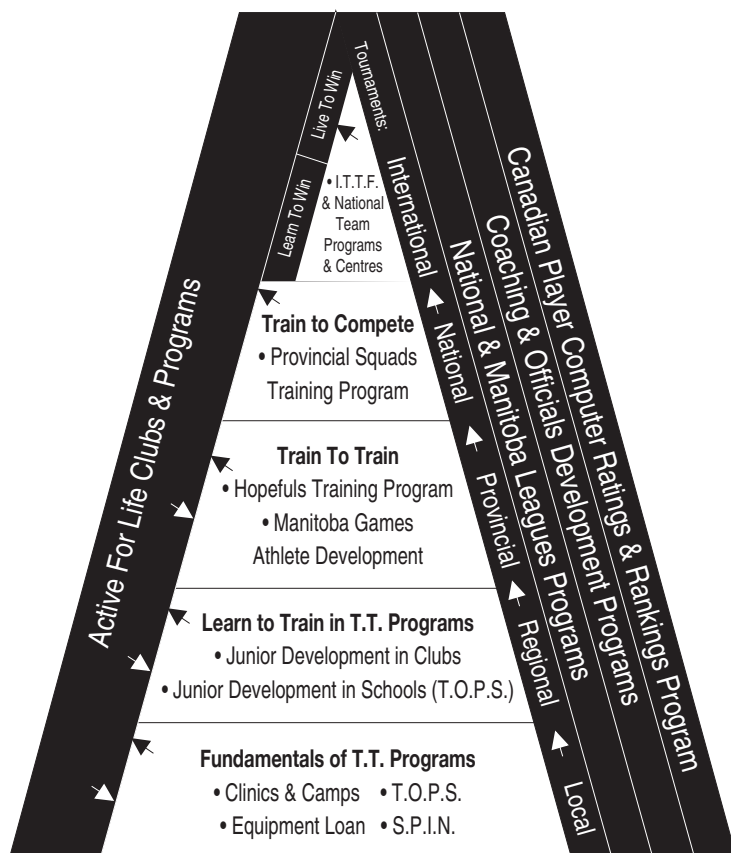 Tournaments:
Live To Win
Learn To Win
• I.T.T.F.
& National
Team
Programs
& Centres
Train to Compete
• Provincial Squads
Training Program
Train To Train
• Hopefuls Training Program
• Manitoba Games
Athlete Development
Learn to Train in T.T. Programs
• Junior Development in Clubs
• Junior Development in Schools (T.O.P.S.)
Fundamentals of T.T. Programs
• Clinics & Camps • T.O.P.S.
• Equipment Loan • S.P.I.N.
Active For Life Clubs & Programs
International
National
Provincial
Regional
Local
National & Manitoba Leagues Programs
Coaching & Officials Development Programs
Canadian Player Computer Ratings & Rankings Program